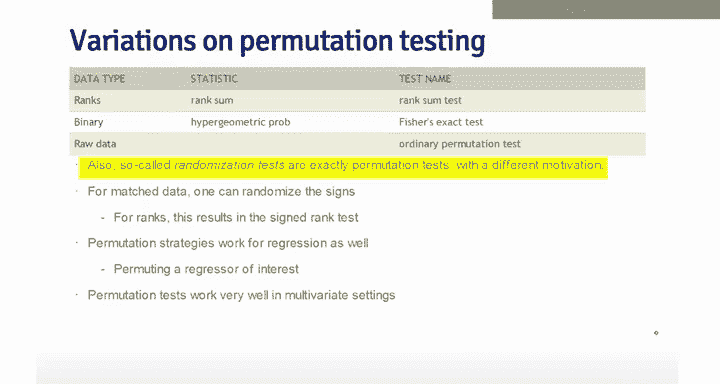 Variations on permutation testing
DATA TYPE STATISTIC TEST NAME
Ranks rank sum rank sum test
Binary hypergeometric prob Fisher's exact test
Raw data ordinary permutation test
· Also, so-called randomization tests are exactly permutation tests, with a different motivation.
· For matched data, one can randomize the signs
- For ranks, this results in the signed rank test
· Permutation strategies work for regression as well
- Permuting a regressor of interest
· Permutation tests work very well in multivariate settings